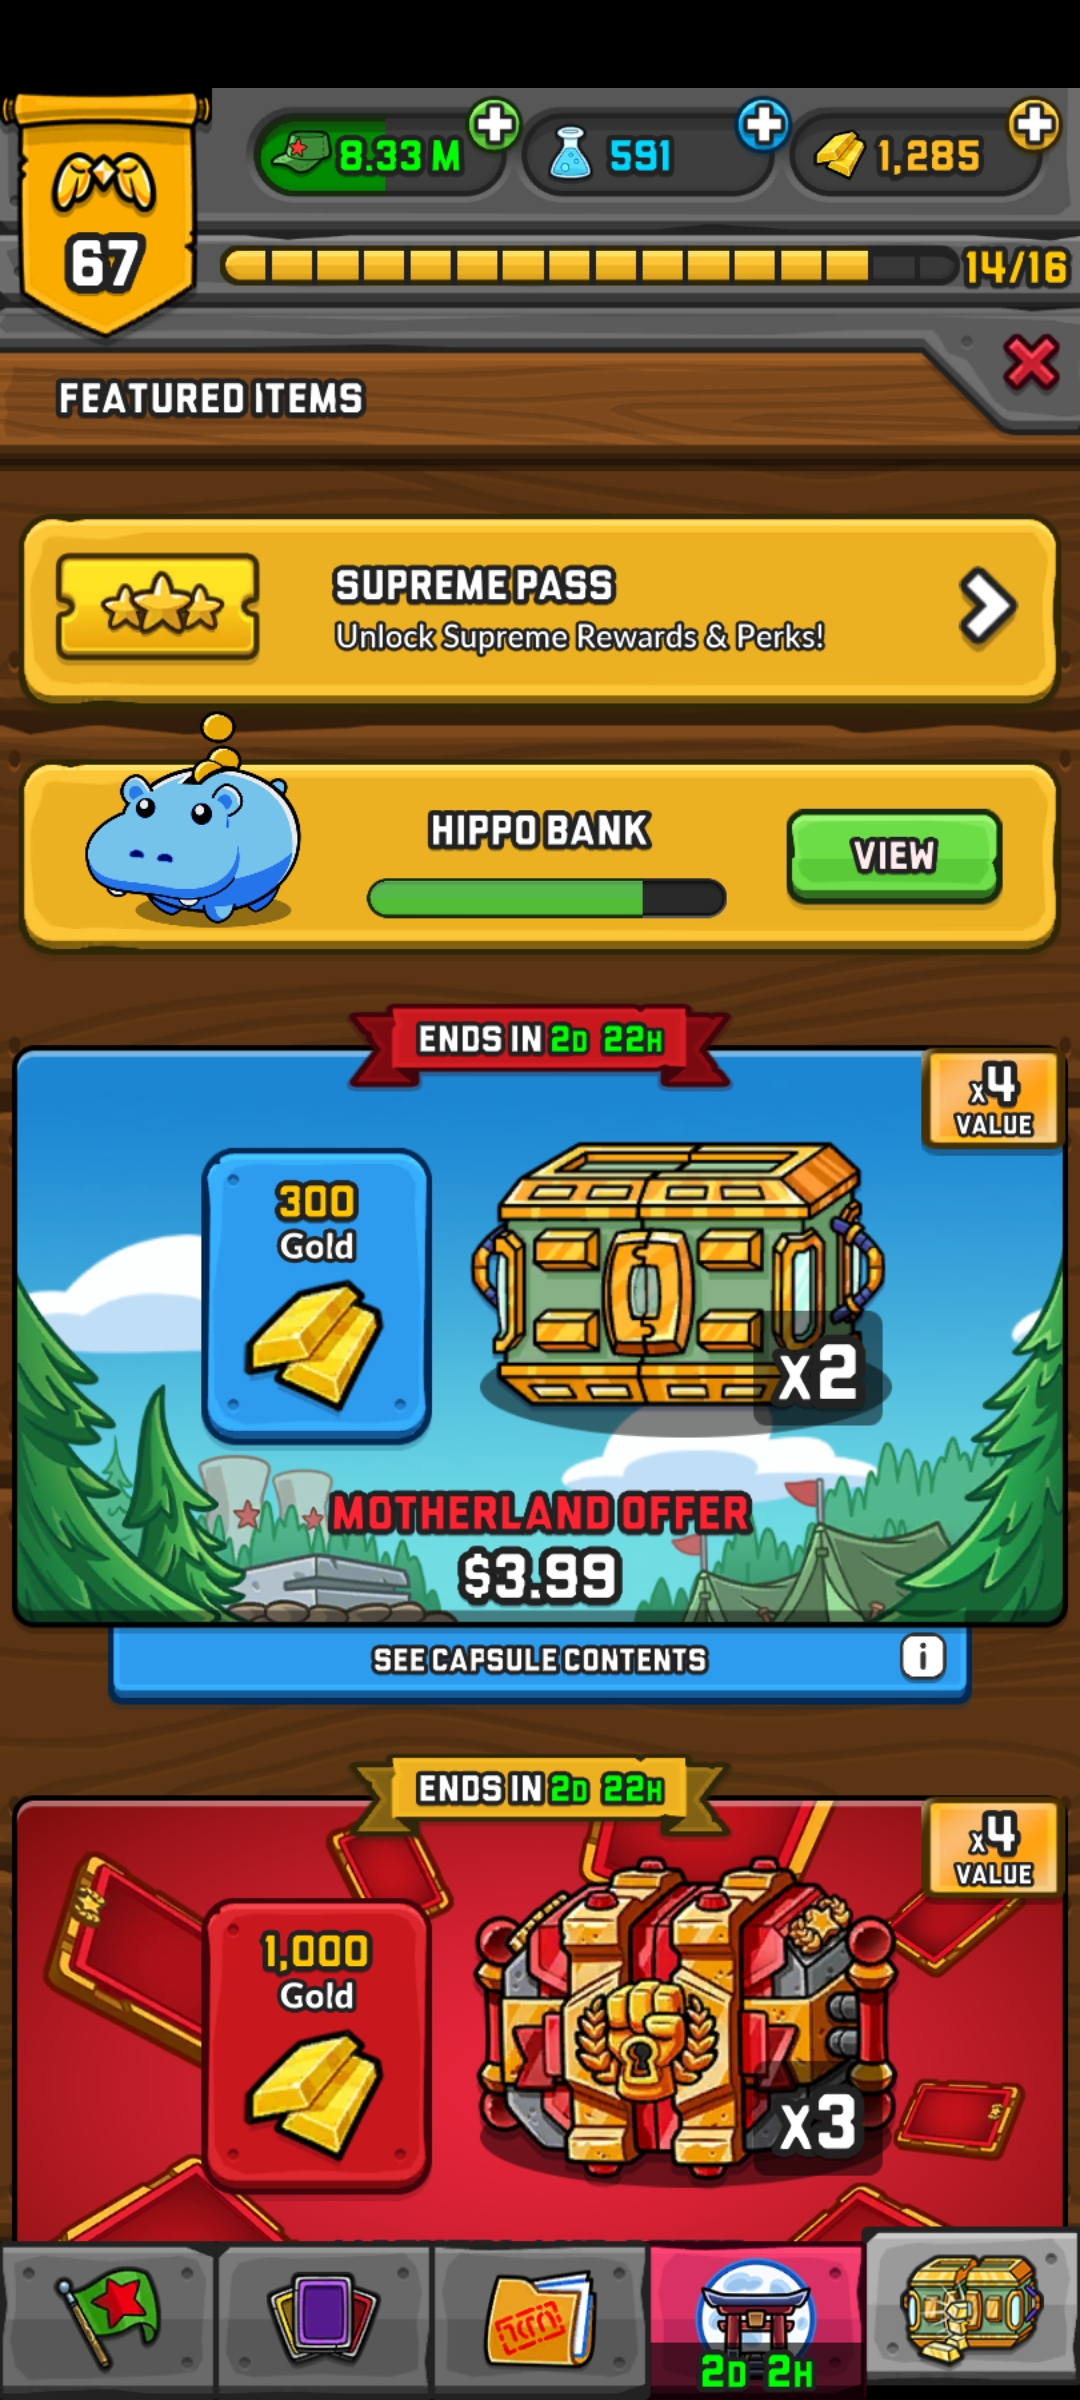 8.33 M
591
1,285
67
14/16
FEATURED ITEMS
SUPREME PASS
Unlock Supreme Rewards & Perks!
HIPPO BANK
VIEW
ENDS IN 2D 22H
x4
VALUE
300
Gold
x2
MOTHERLAND OFFER
$3.99
SEE CAPSULE CONTENTS
i
ENDS IN 2D 22H
x4
VALUE
1,000
Gold
x3
2D 2H